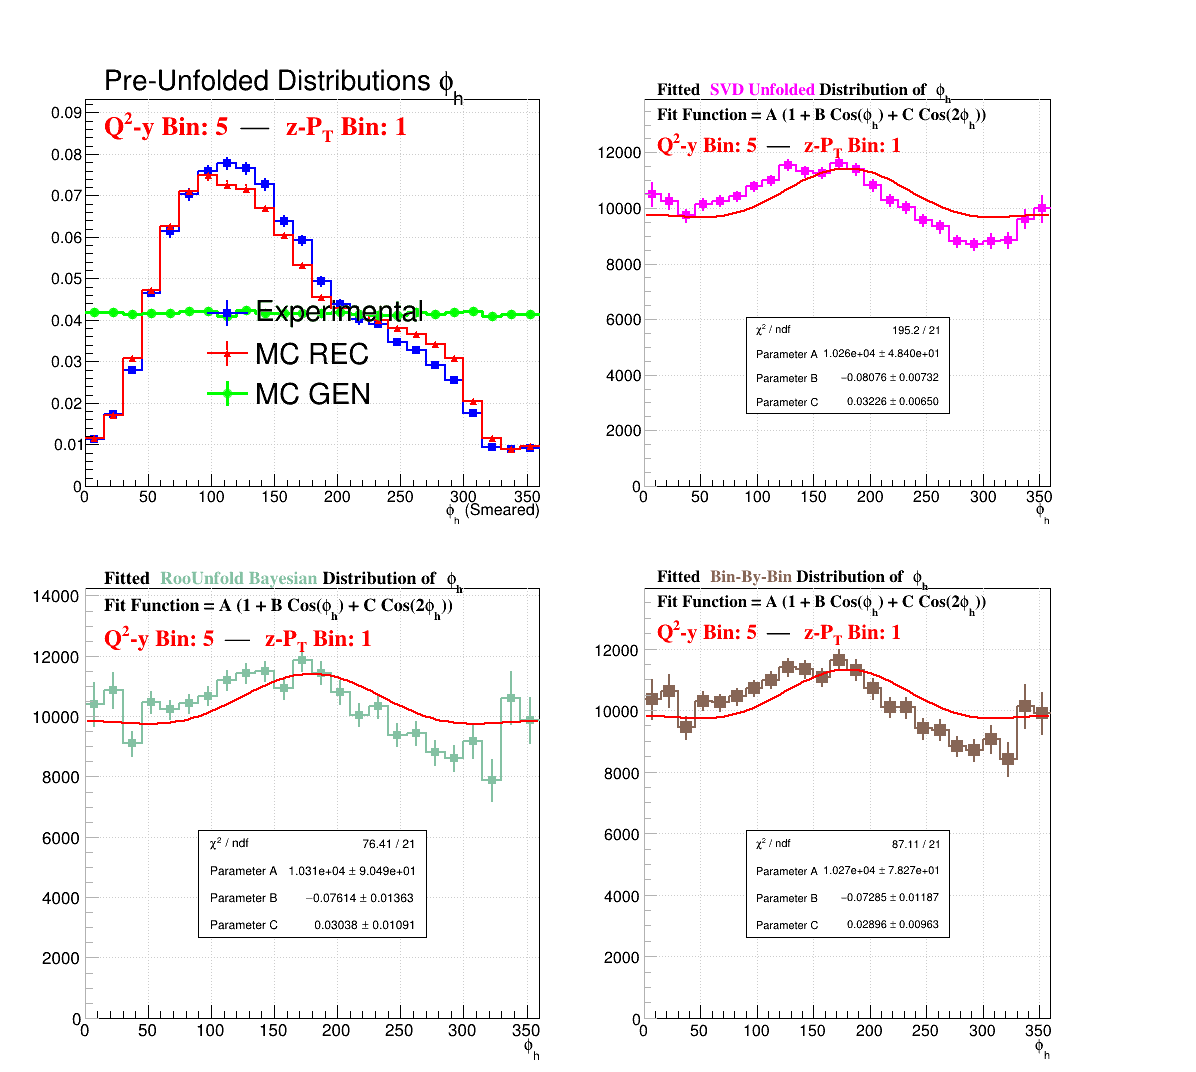 Pre-Unfolded Distributions ϕh
Q2-y Bin: 5 — z-PT Bin: 1
0.09
0.08
0.07
0.06
0.05
0.04
0.03
0.02
0.01
0
Experimental
MC REC
MC GEN
0 50 100 150 200 250 300 350
ϕh (Smeared)
Fitted SVD Unfolded Distribution of ϕh
Fit Function = A (1 + B Cos(ϕh) + C Cos(2ϕh))
Q2-y Bin: 5 — z-PT Bin: 1
12000
10000
8000
6000
4000
2000
0
χ2 / ndf 195.2 / 21
Parameter A 1.026e+04 ± 4.840e+01
Parameter B −0.08076 ± 0.00732
Parameter C 0.03226 ± 0.00650
0 50 100 150 200 250 300 350
ϕh
Fitted RooUnfold Bayesian Distribution of ϕh
Fit Function = A (1 + B Cos(ϕh) + C Cos(2ϕh))
Q2-y Bin: 5 — z-PT Bin: 1
14000
12000
10000
8000
6000
4000
2000
0
χ2 / ndf 76.41 / 21
Parameter A 1.031e+04 ± 9.049e+01
Parameter B −0.07614 ± 0.01363
Parameter C 0.03038 ± 0.01091
0 50 100 150 200 250 300 350
ϕh
Fitted Bin-By-Bin Distribution of ϕh
Fit Function = A (1 + B Cos(ϕh) + C Cos(2ϕh))
Q2-y Bin: 5 — z-PT Bin: 1
12000
10000
8000
6000
4000
2000
0
χ2 / ndf 87.11 / 21
Parameter A 1.027e+04 ± 7.827e+01
Parameter B −0.07285 ± 0.01187
Parameter C 0.02896 ± 0.00963
0 50 100 150 200 250 300 350
ϕh